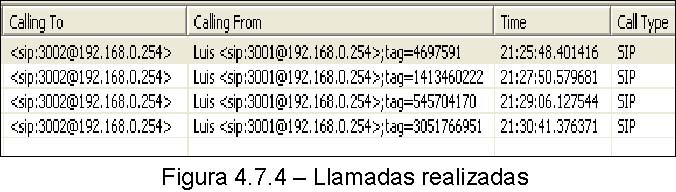 Calling To Calling From Time Call Type
<sip:3002@192.168.0.254> Luis <sip:3001@192.168.0.254>;tag=4697591 21:25:48.401416 SIP
<sip:3002@192.168.0.254> Luis <sip:3001@192.168.0.254>;tag=1413460222 21:27:50.579681 SIP
<sip:3002@192.168.0.254> Luis <sip:3001@192.168.0.254>;tag=545704170 21:29:06.127544 SIP
<sip:3002@192.168.0.254> Luis <sip:3001@192.168.0.254>;tag=3051766951 21:30:41.376371 SIP
Figura 4.7.4 – Llamadas realizadas